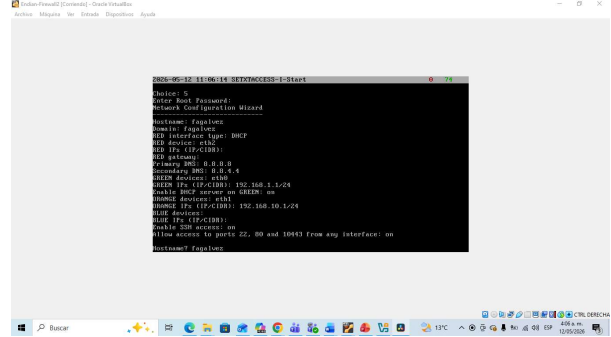 Endian-Firewall2 [Corriendo] - Oracle VirtualBox
Archivo Máquina Ver Entrada Dispositivos Ayuda
2026-05-12 11:06:14 SETXTACCESS-I-Start 0 74
Choice: 5
Enter Root Password:
Network Configuration Wizard
Hostname: fagalvez
Domain: fagalvez
RED interface type: DHCP
RED device: eth2
RED IPs (IP/CIDR):
RED gateway:
Primary DNS: 8.8.8.8
Secondary DNS: 8.8.4.4
GREEN devices: eth0
GREEN IPs (IP/CIDR): 192.168.1.1/24
Enable DHCP server on GREEN: on
ORANGE devices: eth1
ORANGE IPs (IP/CIDR): 192.168.10.1/24
BLUE devices:
BLUE IPs (IP/CIDR):
Enable SSH access: on
Allow access to ports 22, 80 and 10443 from any interface: on
Hostname? fagalvez
CTRL DERECHA
Buscar
13°C
ESP
4:06 a. m.
12/05/2026